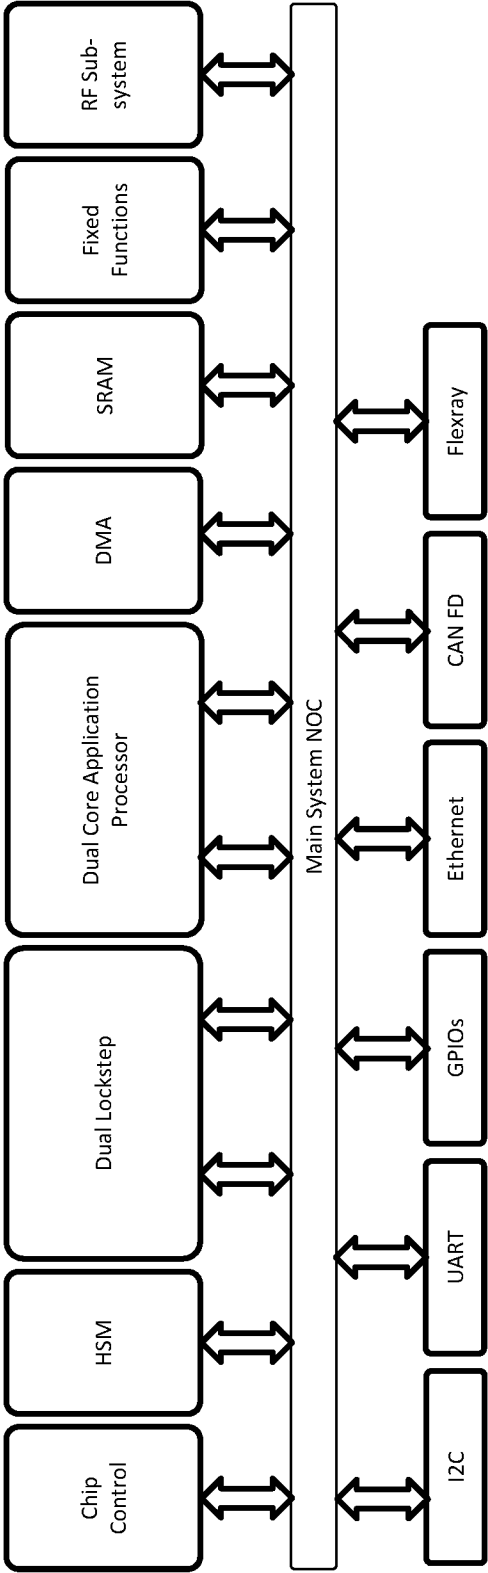 Chip
Control
HSM
Dual Lockstep
Dual Core Application
Processor
DMA
SRAM
Fixed
Functions
RF Sub-
system
Main System NOC
I2C
UART
GPIOs
Ethernet
CAN FD
Flexray